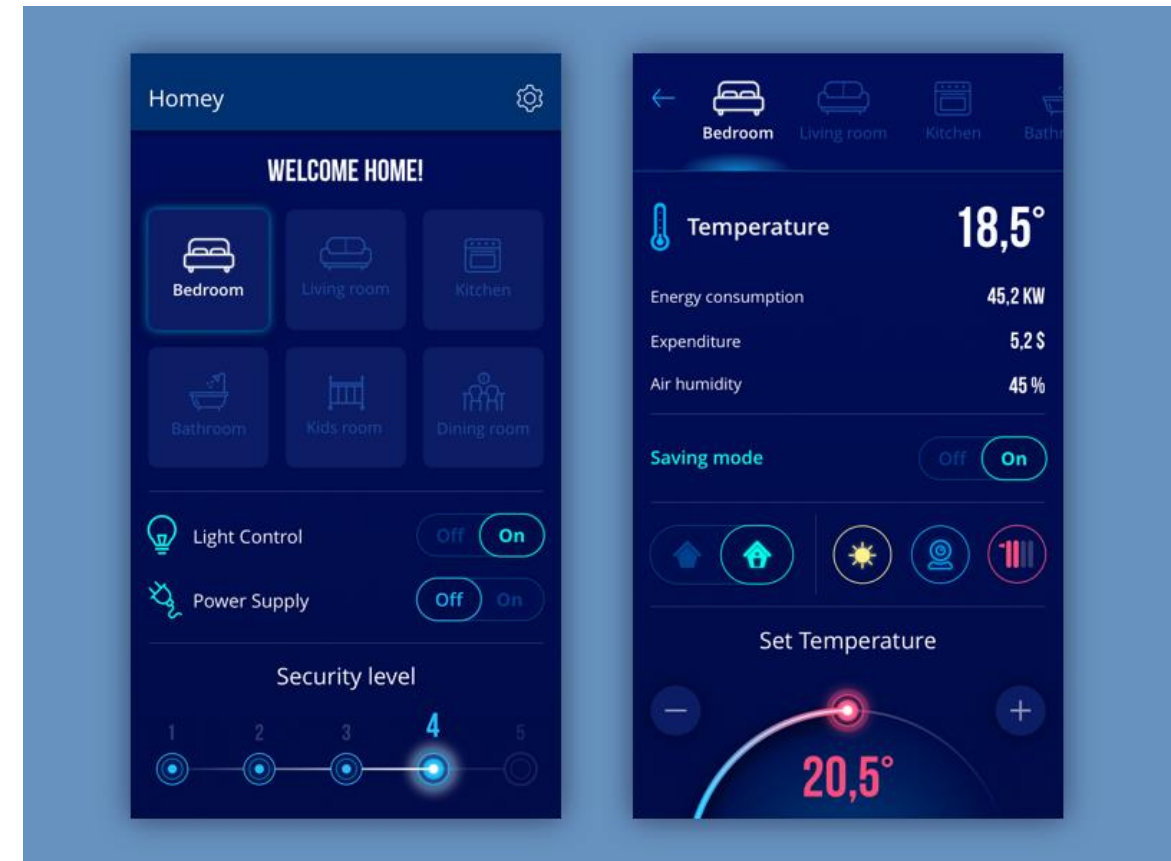 Homey
WELCOME HOME!
Bedroom
Living room
Kitchen
Bathroom
Kids room
Dining room
Light Control
Off On
Power Supply
Off On
Security level
1 2 3 4 5
Bedroom
Living room
Kitchen
Bathr
Temperature 18,5°
Energy consumption 45,2 KW
Expenditure 5,2 $
Air humidity 45 %
Saving mode Off On
Set Temperature
− +
20,5°